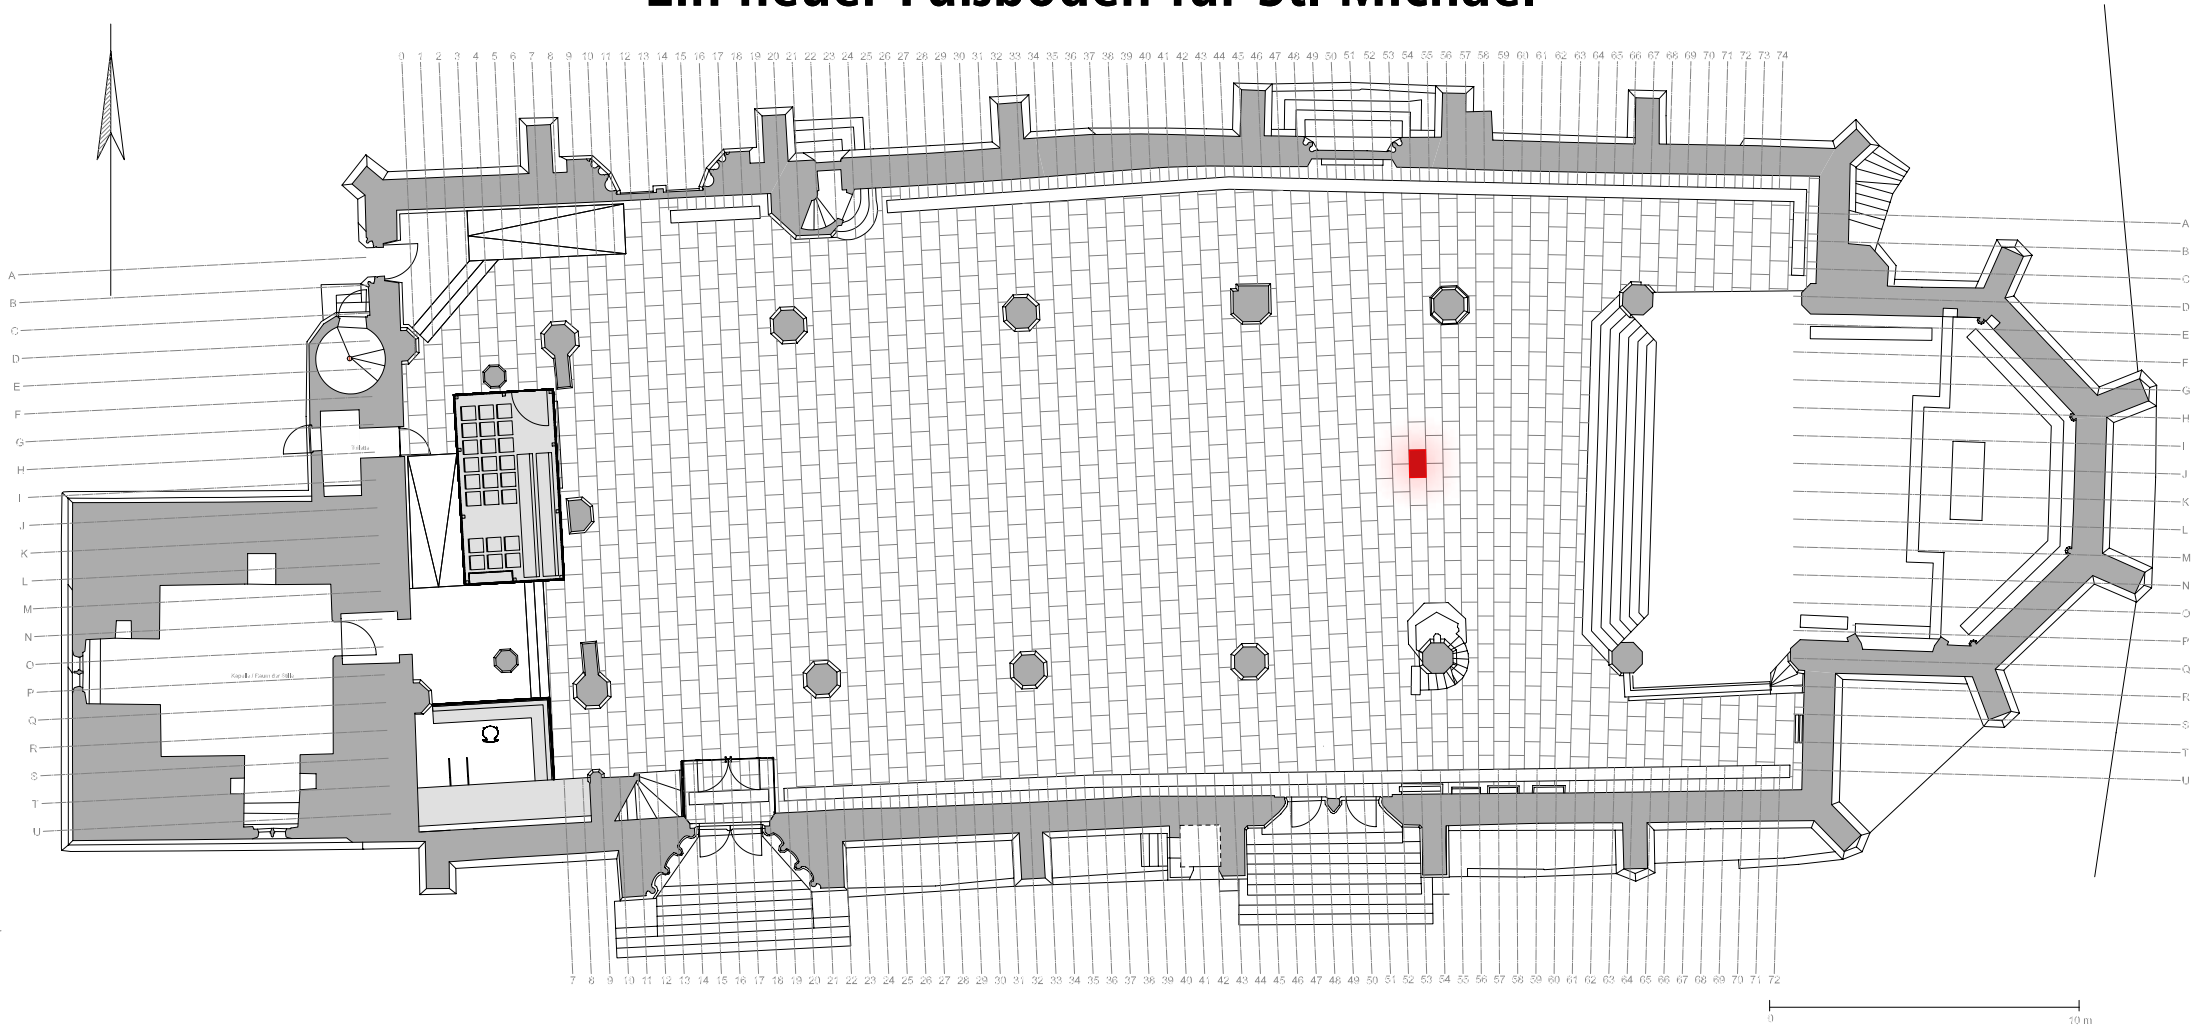 Ein neuer Fußboden für St. Michael
0 1 2 3 4 5 6 7 8 9 10 11 12 13 14 15 16 17 18 19 20 21 22 23 24 25 26 27 28 29 30 31 32 33 34 35 36 37 38 39 40 41 42 43 44 45 46 47 48 49 50 51 52 53 54 55 56 57 58 59 60 61 62 63 64 65 66 67 68 69 70 71 72 73 74
A
B
C
D
E
F
G
H
I
J
K
L
M
N
O
P
Q
R
S
T
U
A
B
C
D
E
F
G
H
I
J
K
L
M
N
O
P
Q
R
S
T
U
Kapelle / Raum der Stille
7 8 9 10 11 12 13 14 15 16 17 18 19 20 21 22 23 24 25 26 27 28 29 30 31 32 33 34 35 36 37 38 39 40 41 42 43 44 45 46 47 48 49 50 51 52 53 54 55 56 57 58 59 60 61 62 63 64 65 66 67 68 69 70 71 72
0 10 m